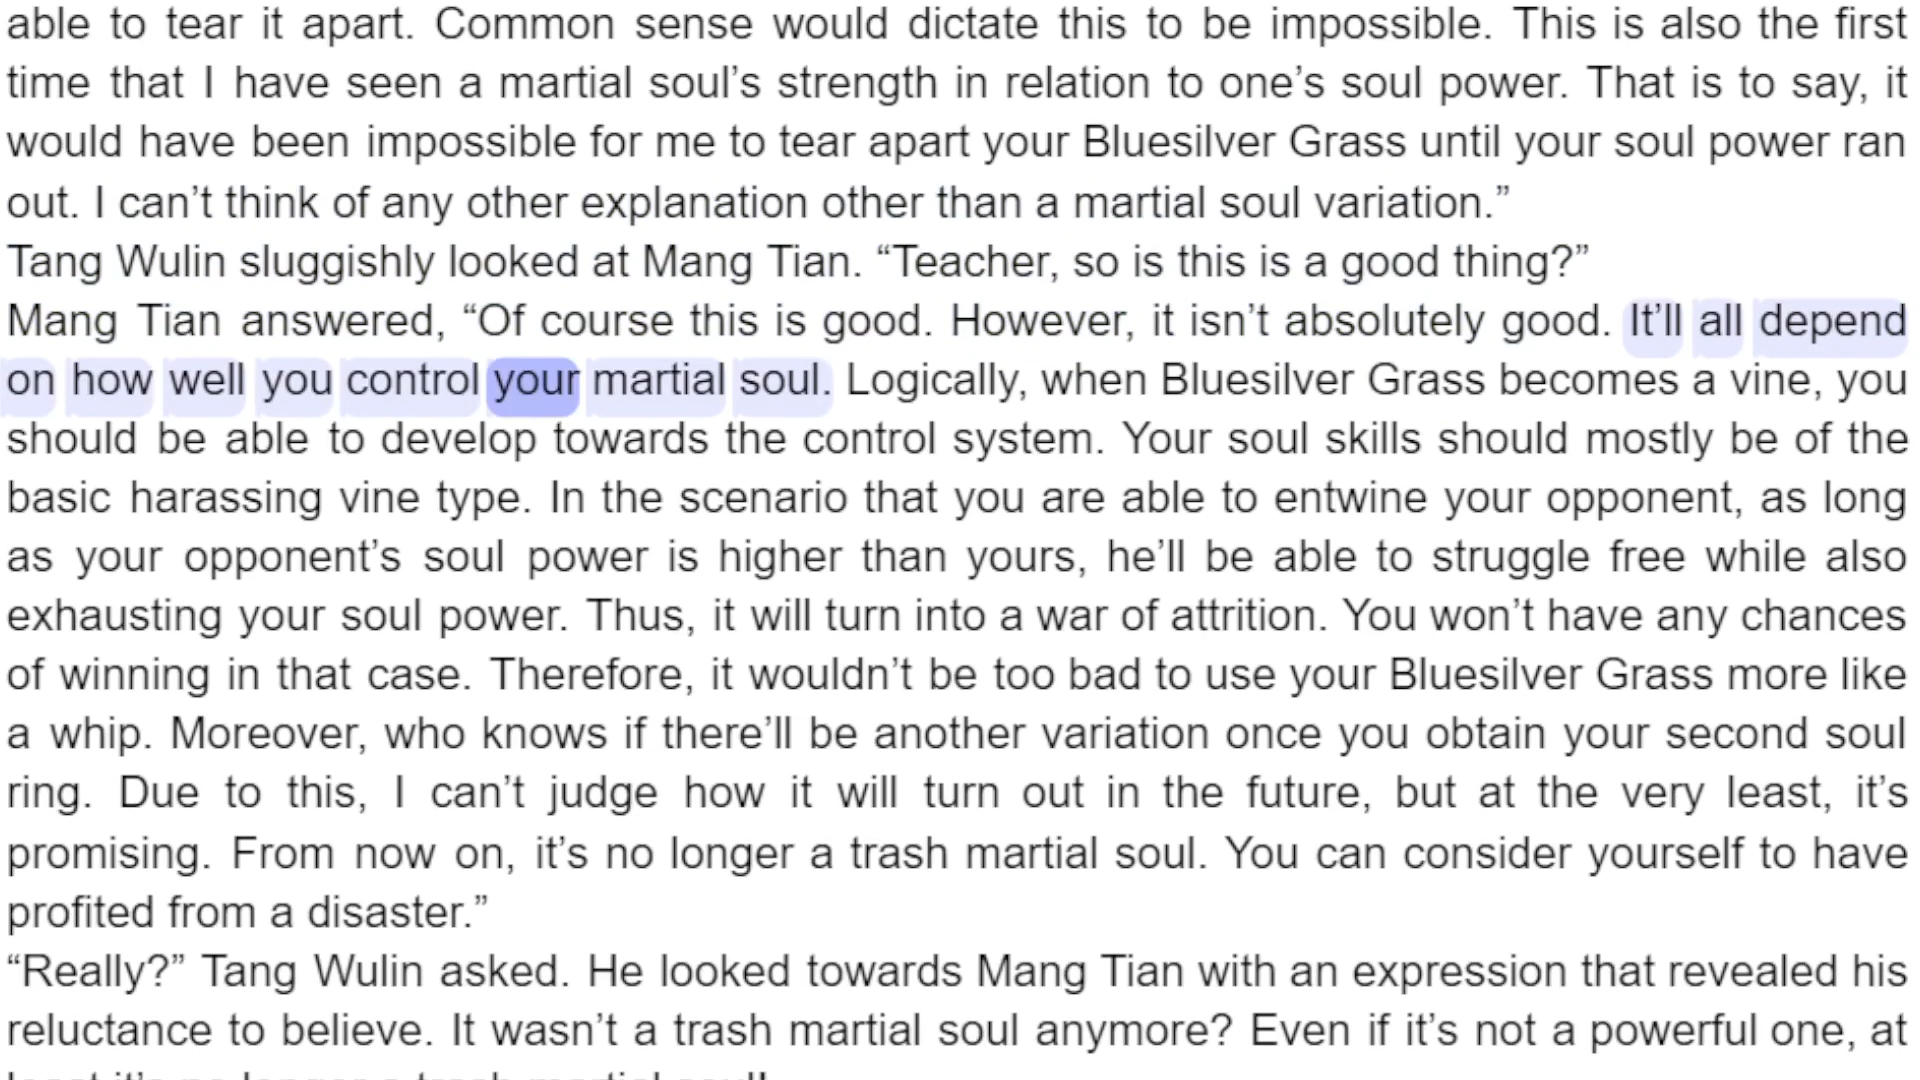 able to tear it apart. Common sense would dictate this to be impossible. This is also the first
time that I have seen a martial soul’s strength in relation to one’s soul power. That is to say, it
would have been impossible for me to tear apart your Bluesilver Grass until your soul power ran
out. I can’t think of any other explanation other than a martial soul variation.”
Tang Wulin sluggishly looked at Mang Tian. “Teacher, so is this is a good thing?”
Mang Tian answered, “Of course this is good. However, it isn’t absolutely good. It’ll all depend
on how well you control your martial soul. Logically, when Bluesilver Grass becomes a vine, you
should be able to develop towards the control system. Your soul skills should mostly be of the
basic harassing vine type. In the scenario that you are able to entwine your opponent, as long
as your opponent’s soul power is higher than yours, he’ll be able to struggle free while also
exhausting your soul power. Thus, it will turn into a war of attrition. You won’t have any chances
of winning in that case. Therefore, it wouldn’t be too bad to use your Bluesilver Grass more like
a whip. Moreover, who knows if there’ll be another variation once you obtain your second soul
ring. Due to this, I can’t judge how it will turn out in the future, but at the very least, it’s
promising. From now on, it’s no longer a trash martial soul. You can consider yourself to have
profited from a disaster.”
“Really?” Tang Wulin asked. He looked towards Mang Tian with an expression that revealed his
reluctance to believe. It wasn’t a trash martial soul anymore? Even if it’s not a powerful one, at
least it’s no longer a trash martial soul!